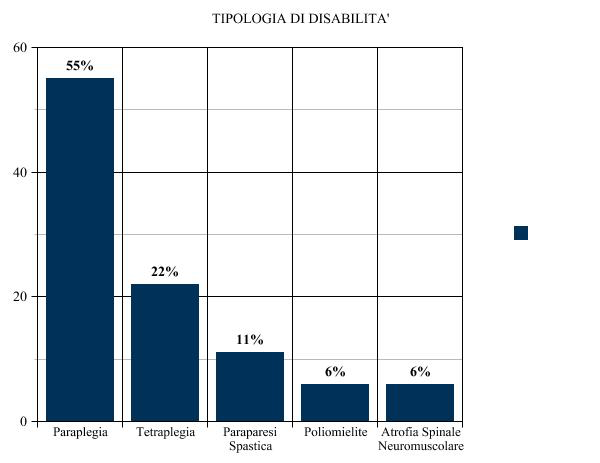 TIPOLOGIA DI DISABILITA'
60
55%
40
22%
20
11%
6%
6%
0
Paraplegia
Tetraplegia
Paraparesi
Spastica
Poliomielite
Atrofia Spinale
Neuromuscolare